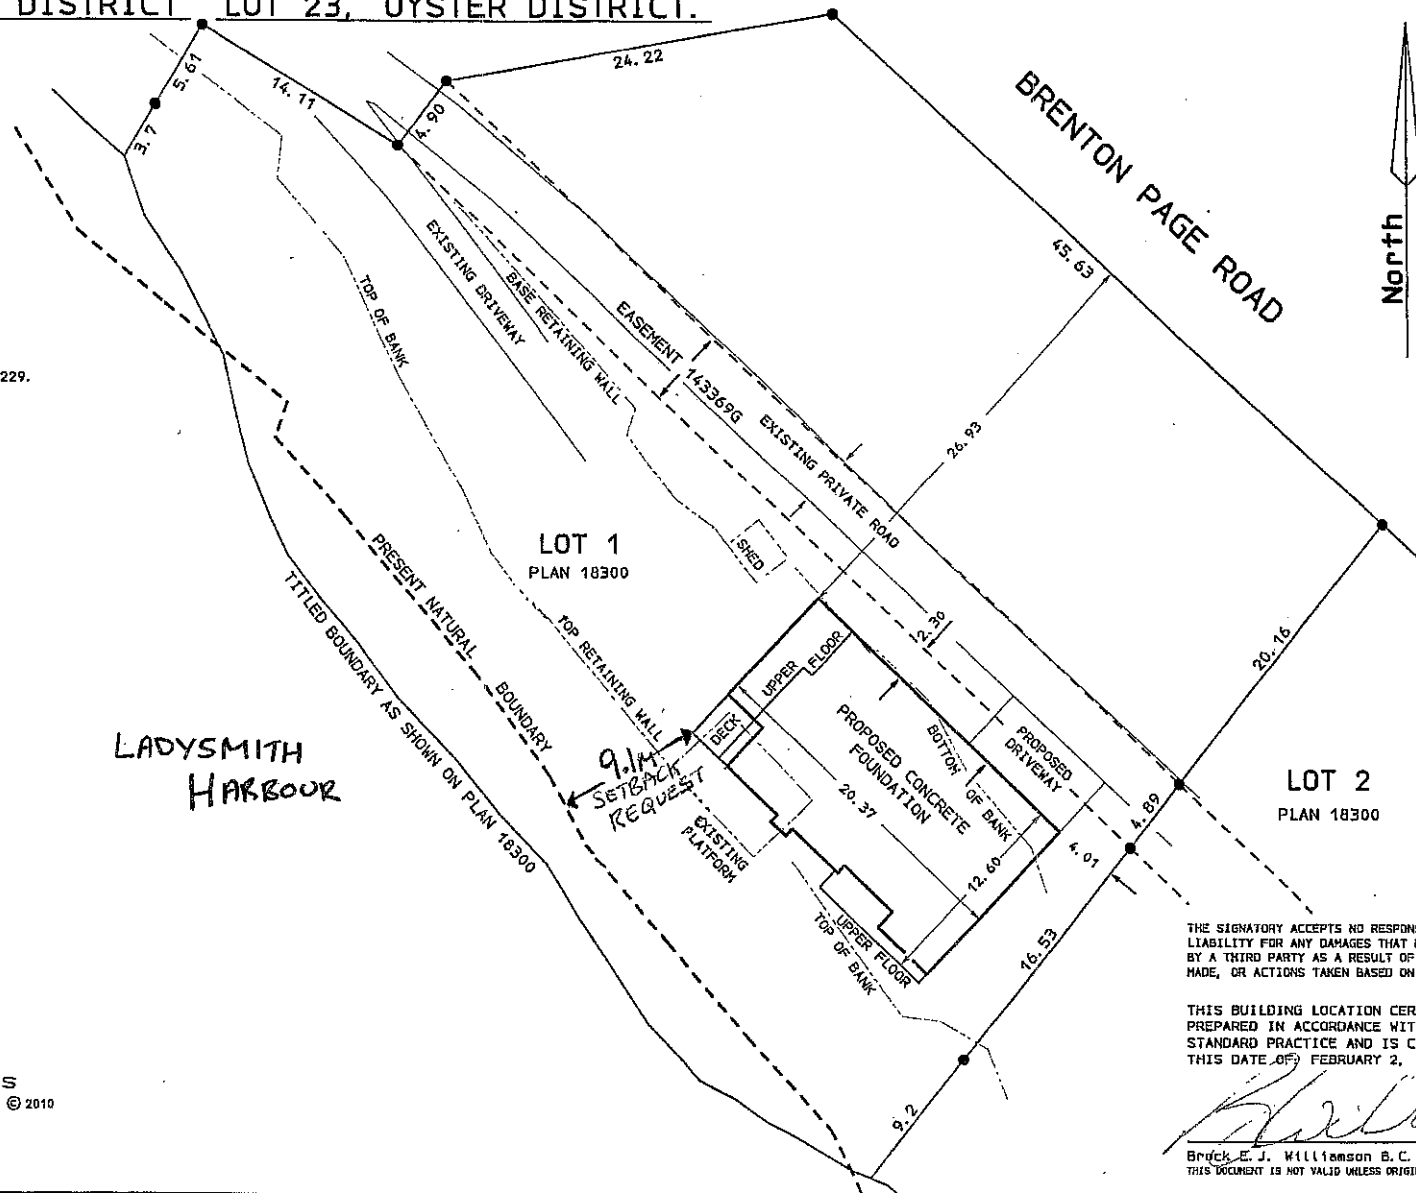 DISTRICT LOT 23, OYSTER DISTRICT.
5.61
14.11
24.22
3.7
4.90
BRENTON PAGE ROAD
45.63
North
EXISTING DRIVEWAY
BASE RETAINING WALL
TOP OF BANK
EASEMENT 143369G
EXISTING PRIVATE ROAD
26.93
229.
LOT 1
PLAN 18300
SHED
PRESENT NATURAL BOUNDARY
TITLED BOUNDARY AS SHOWN ON PLAN 18300
TOP RETAINING WALL
UPPER FLOOR
2.30
20.16
DECK
PROPOSED CONCRETE
FOUNDATION
BOTTOM OF BANK
PROPOSED
DRIVEWAY
LADYSMITH
HARBOUR
9.1M
SETBACK
REQUEST
20.37
EXISTING
PLATFORM
LOT 2
PLAN 18300
4.89
4.01
12.60
UPPER FLOOR
TOP OF BANK
16.53
9.2
THE SIGNATORY ACCEPTS NO
LIABILITY FOR ANY DAMAGES THAT
BY A THIRD PARTY AS A RESULT OF
MADE, OR ACTIONS TAKEN BASED ON
THIS BUILDING LOCATION CER
PREPARED IN ACCORDANCE WIT
STANDARD PRACTICE AND IS C
THIS DATE OF: FEBRUARY 2,
Brock E. J. Williamson B.C.
THIS DOCUMENT IS NOT VALID UNLESS ORIGI
S
© 2010